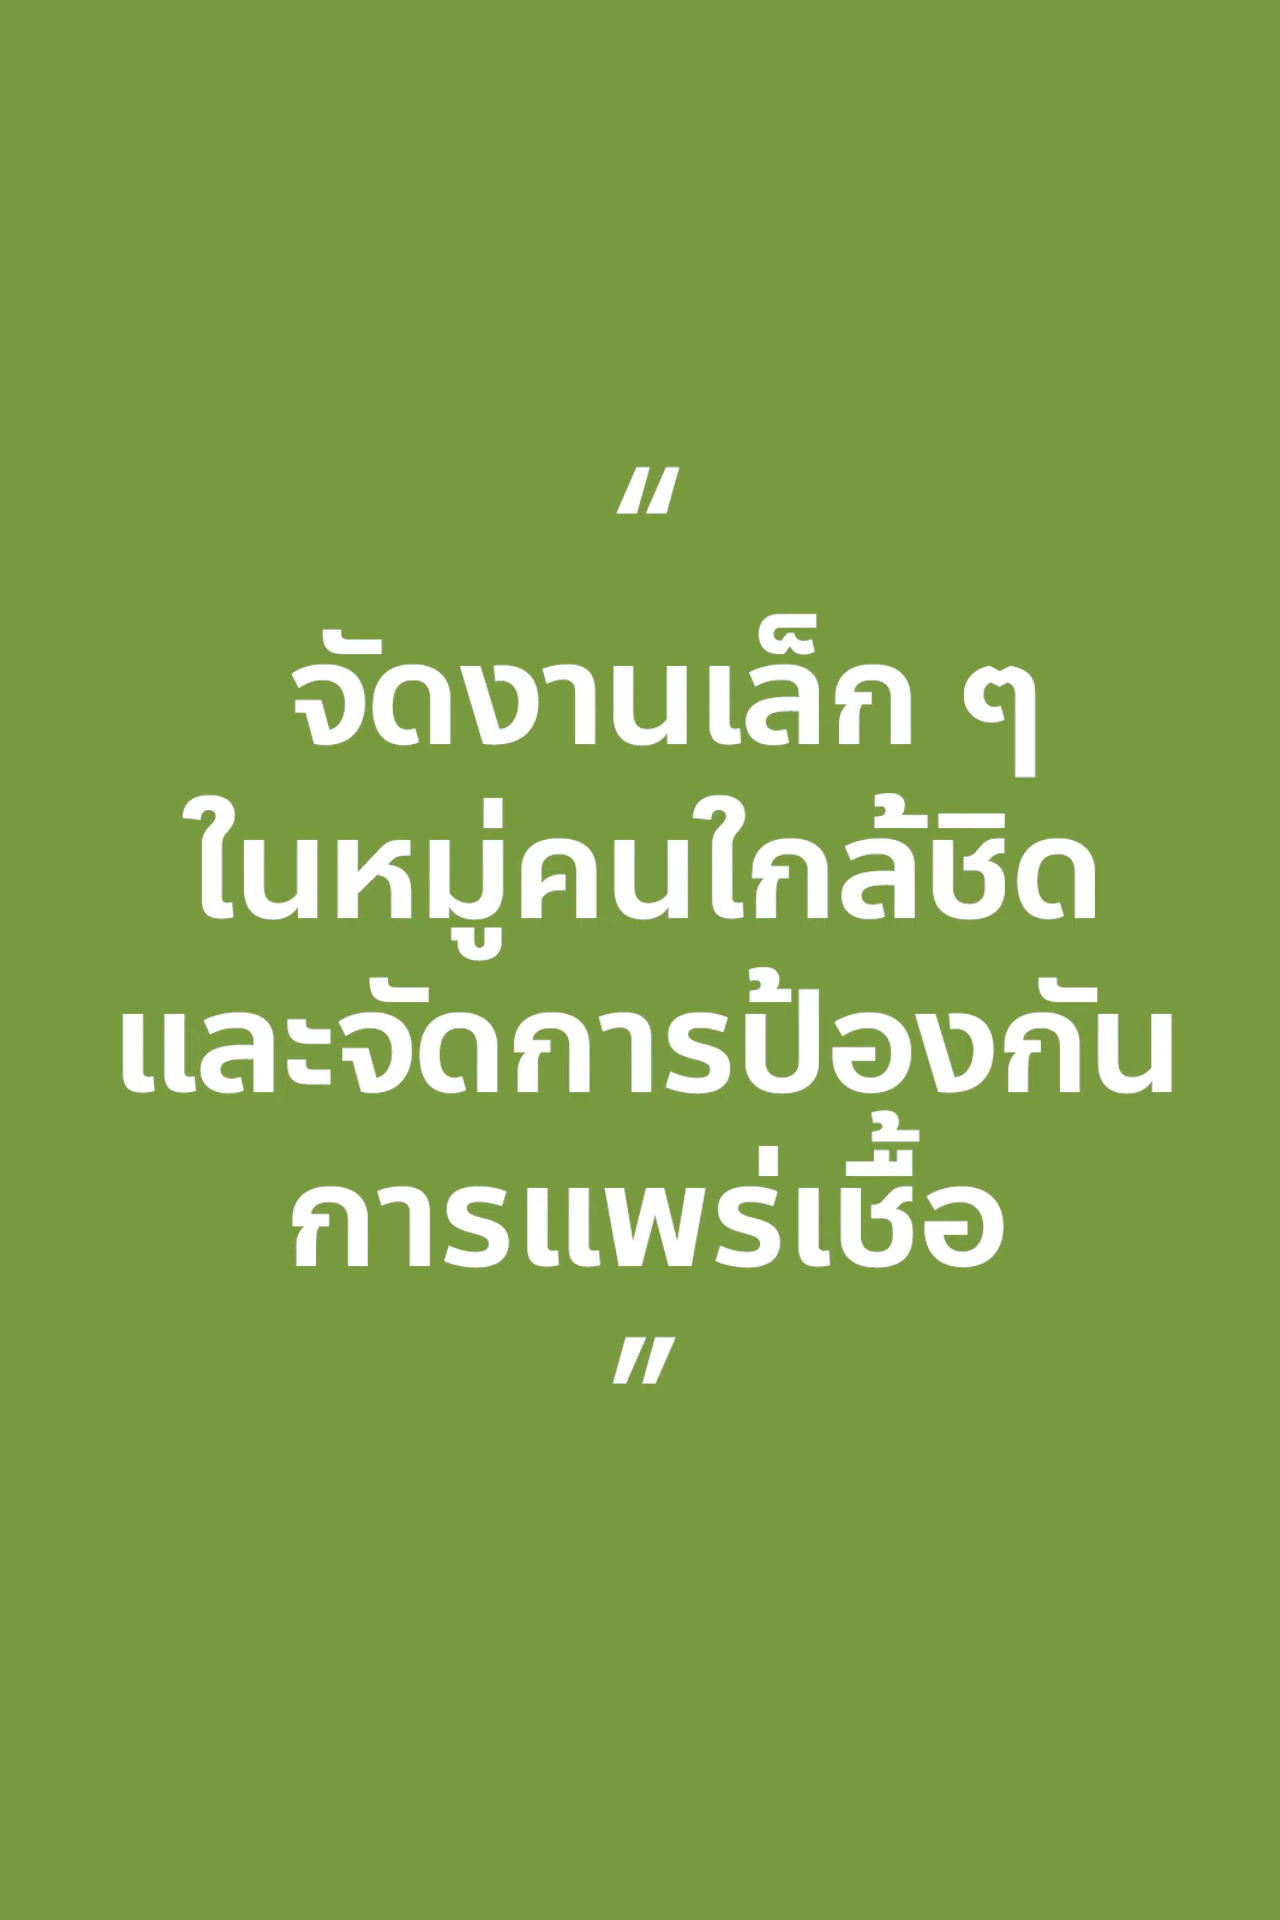 “
จัดงานเล็ก ๆ
ในหมู่คนใกล้ชิด
และจัดการป้องกัน
การแพร่เชื้อ
”